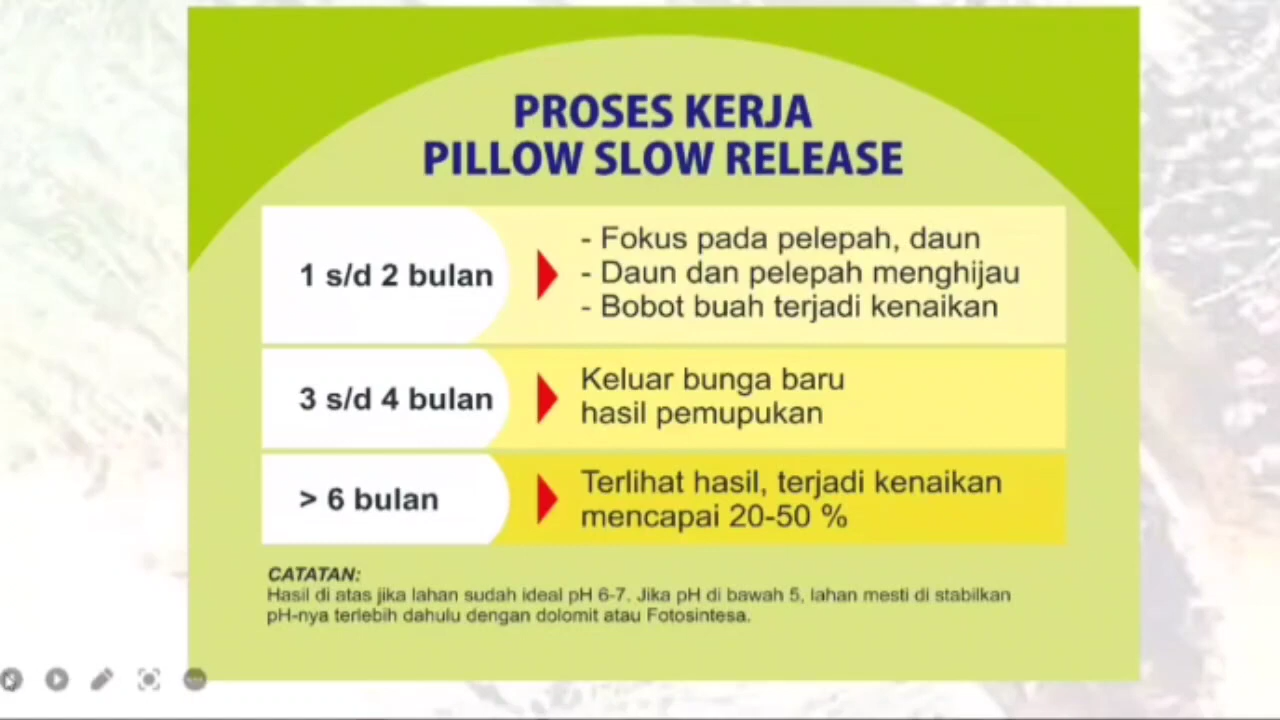 PROSES KERJA
PILLOW SLOW RELEASE
1 s/d 2 bulan
- Fokus pada pelepah, daun
- Daun dan pelepah menghijau
- Bobot buah terjadi kenaikan
3 s/d 4 bulan
Keluar bunga baru
hasil pemupukan
> 6 bulan
Terlihat hasil, terjadi kenaikan
mencapai 20-50 %
CATATAN:
Hasil di atas jika lahan sudah ideal pH 6-7. Jika pH di bawah 5, lahan mesti di stabilkan
pH-nya terlebih dahulu dengan dolomit atau Fotosintesa.